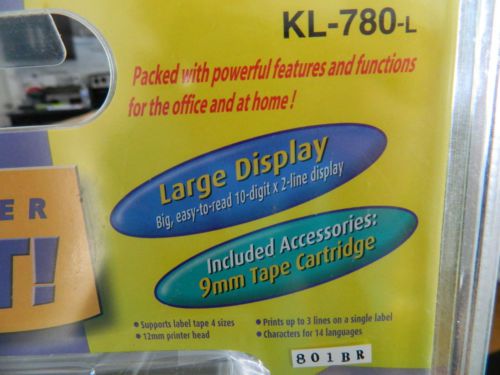 KL-780-L
Packed with powerful features and functions
for the office and at home!
Large Display
Big, easy-to-read 10-digit x 2-line display
ER
T!
Included Accessories:
9mm Tape Cartridge
• Supports label tape 4 sizes
• 12mm printer head
• Prints up to 3 lines on a single label
• Characters for 14 languages
801BR